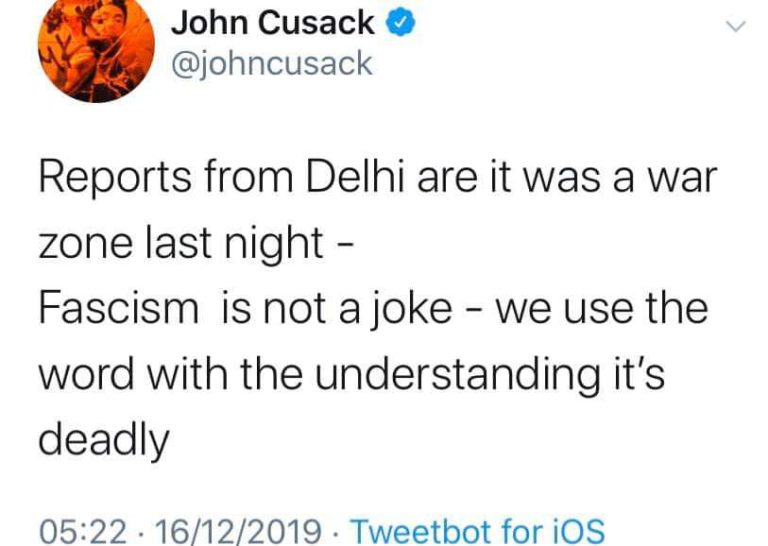 John Cusack
@johncusack
Reports from Delhi are it was a war
zone last night -
Fascism  is not a joke - we use the
word with the understanding it's
deadly
05:22 · 16/12/2019 · Tweetbot for iOS